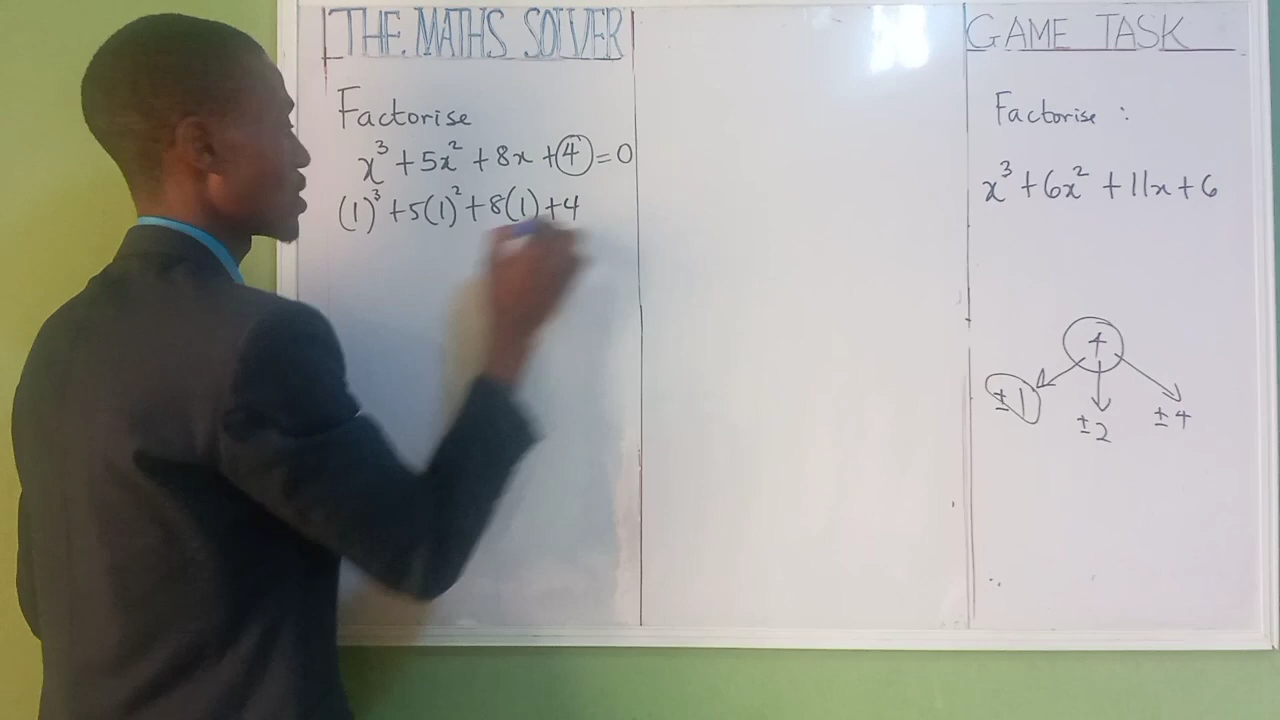 THE MATHS SOLVER
Factorise
x³ + 5x² + 8x + 4 = 0
(1)³ + 5(1)² + 8(1) + 4
GAME TASK
Factorise :
x³ + 6x² + 11x + 6
4
±1
±2
±4